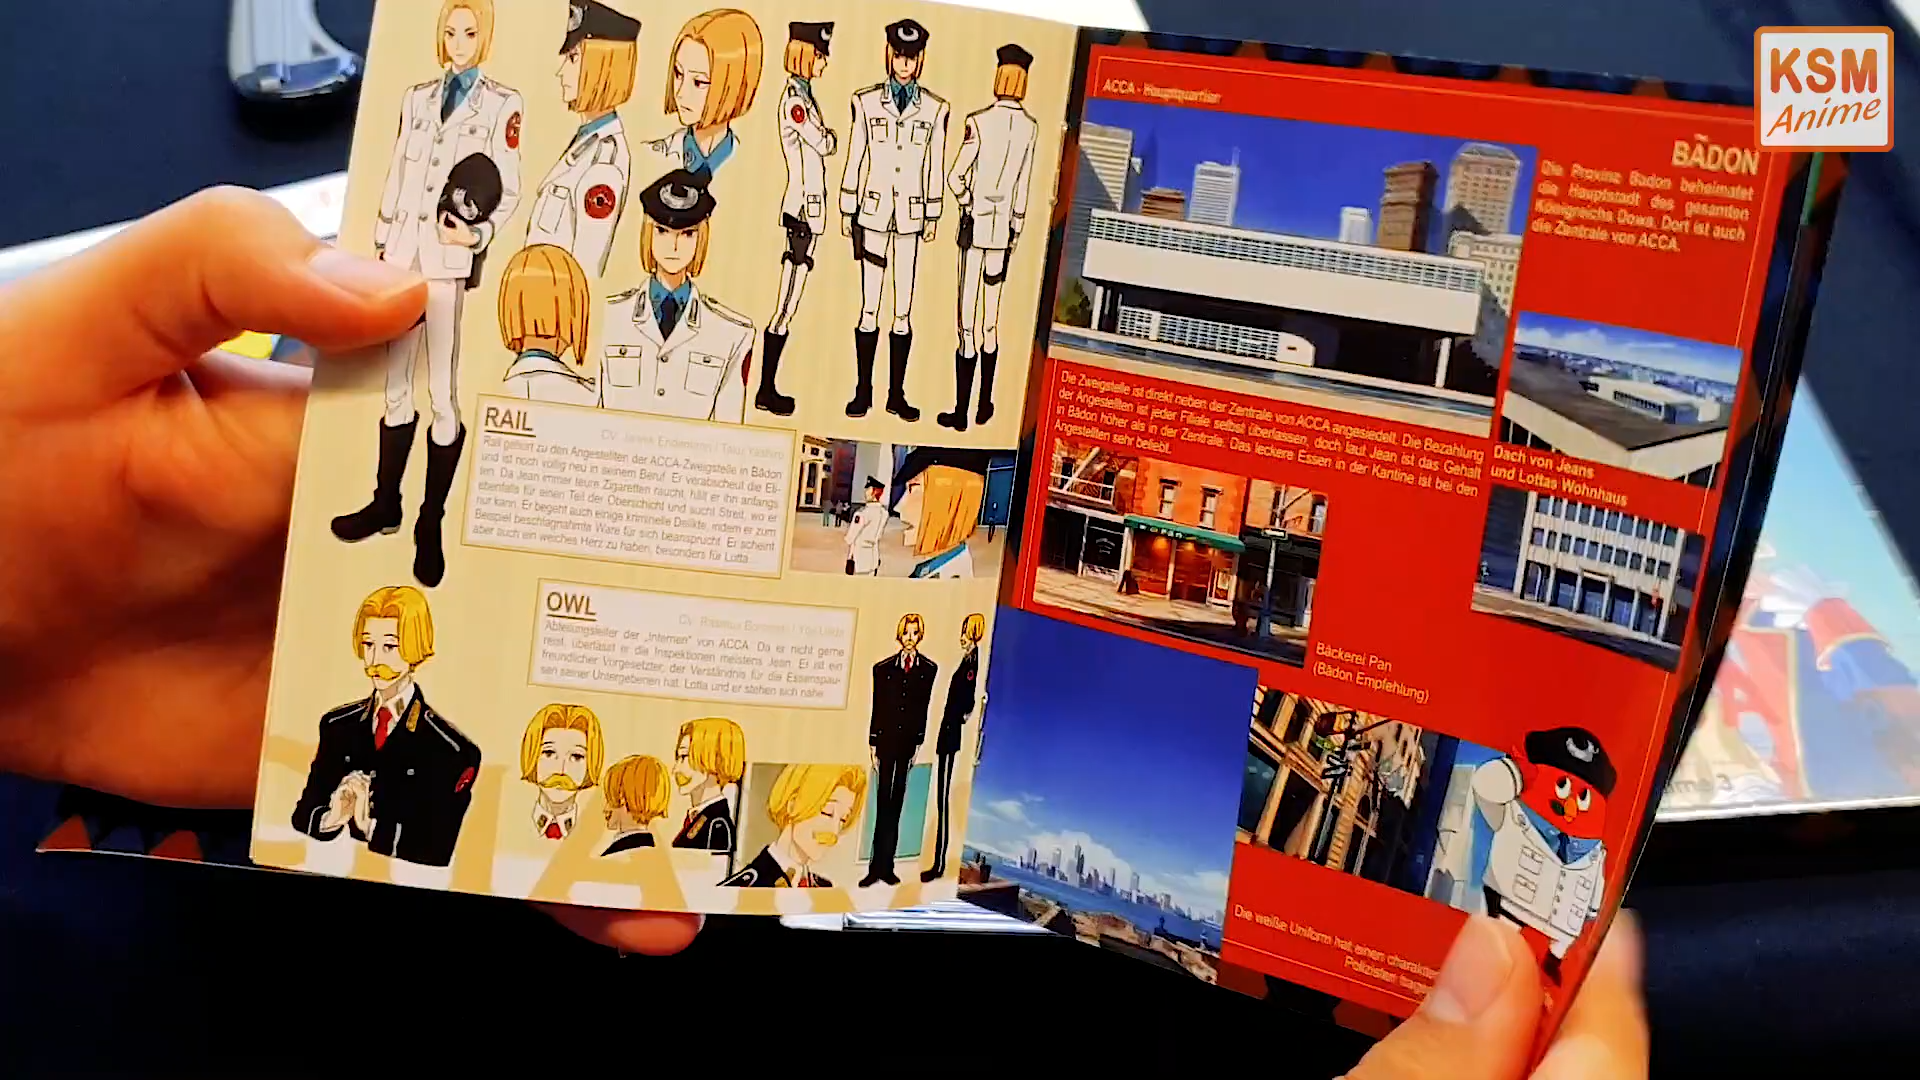 KSM
Anime
RAIL
Rail gehört zu den Angestellten der ACCA-Zweigstelle in Bādon
und ist noch völlig neu in seinem Beruf. Er verabscheut die Eli-
ten. Da Jean immer teure Zigaretten raucht, hält er ihn anfangs
ebenfalls für einen Teil der Oberschicht und sucht Streit, wo er
nur kann. Er begeht auch einige kriminelle Delikte, indem er zum
Beispiel beschlagnahmte Ware für sich beansprucht. Er scheint
aber auch ein weiches Herz zu haben, besonders für Lotta...
OWL
Abteilungsleiter der „Internen“ von ACCA. Da er nicht gerne
reist, überlässt er die Inspektionen meistens Jean. Er ist ein
freundlicher Vorgesetzter, der Verständnis für die Essenspau-
sen seiner Untergebenen hat. Lotta und er stehen sich nahe.
ACCA - Hauptquartier
BĀDON
Die Provinz Badon beheimatet
die Hauptstadt des gesamten
Königreichs Dowa. Dort ist auch
die Zentrale von ACCA.
Die Zweigstelle ist direkt neben der Zentrale von ACCA angesiedelt. Die Bezahlung
der Angestellten ist jeder Filiale selbst überlassen, doch laut Jean ist das Gehalt
in Bādon höher als in der Zentrale. Das leckere Essen in der Kantine ist bei den
Angestellten sehr beliebt.
Dach von Jeans
und Lottas Wohnhaus
Pan
Bäckerei Pan
(Bādon Empfehlung)
Die weiße Uniform hat einen
Polizisten